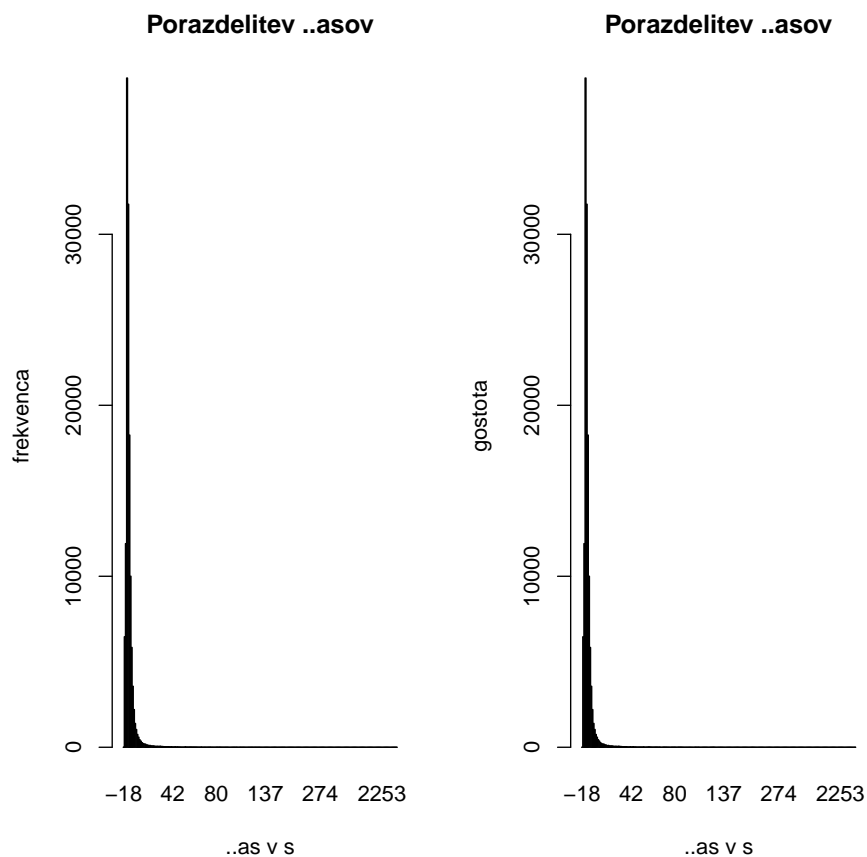 Porazdelitev ..asov
frekvenca
30000
20000
10000
0
−18 42 80 137 274 2253
..as v s
Porazdelitev ..asov
gostota
30000
20000
10000
0
−18 42 80 137 274 2253
..as v s